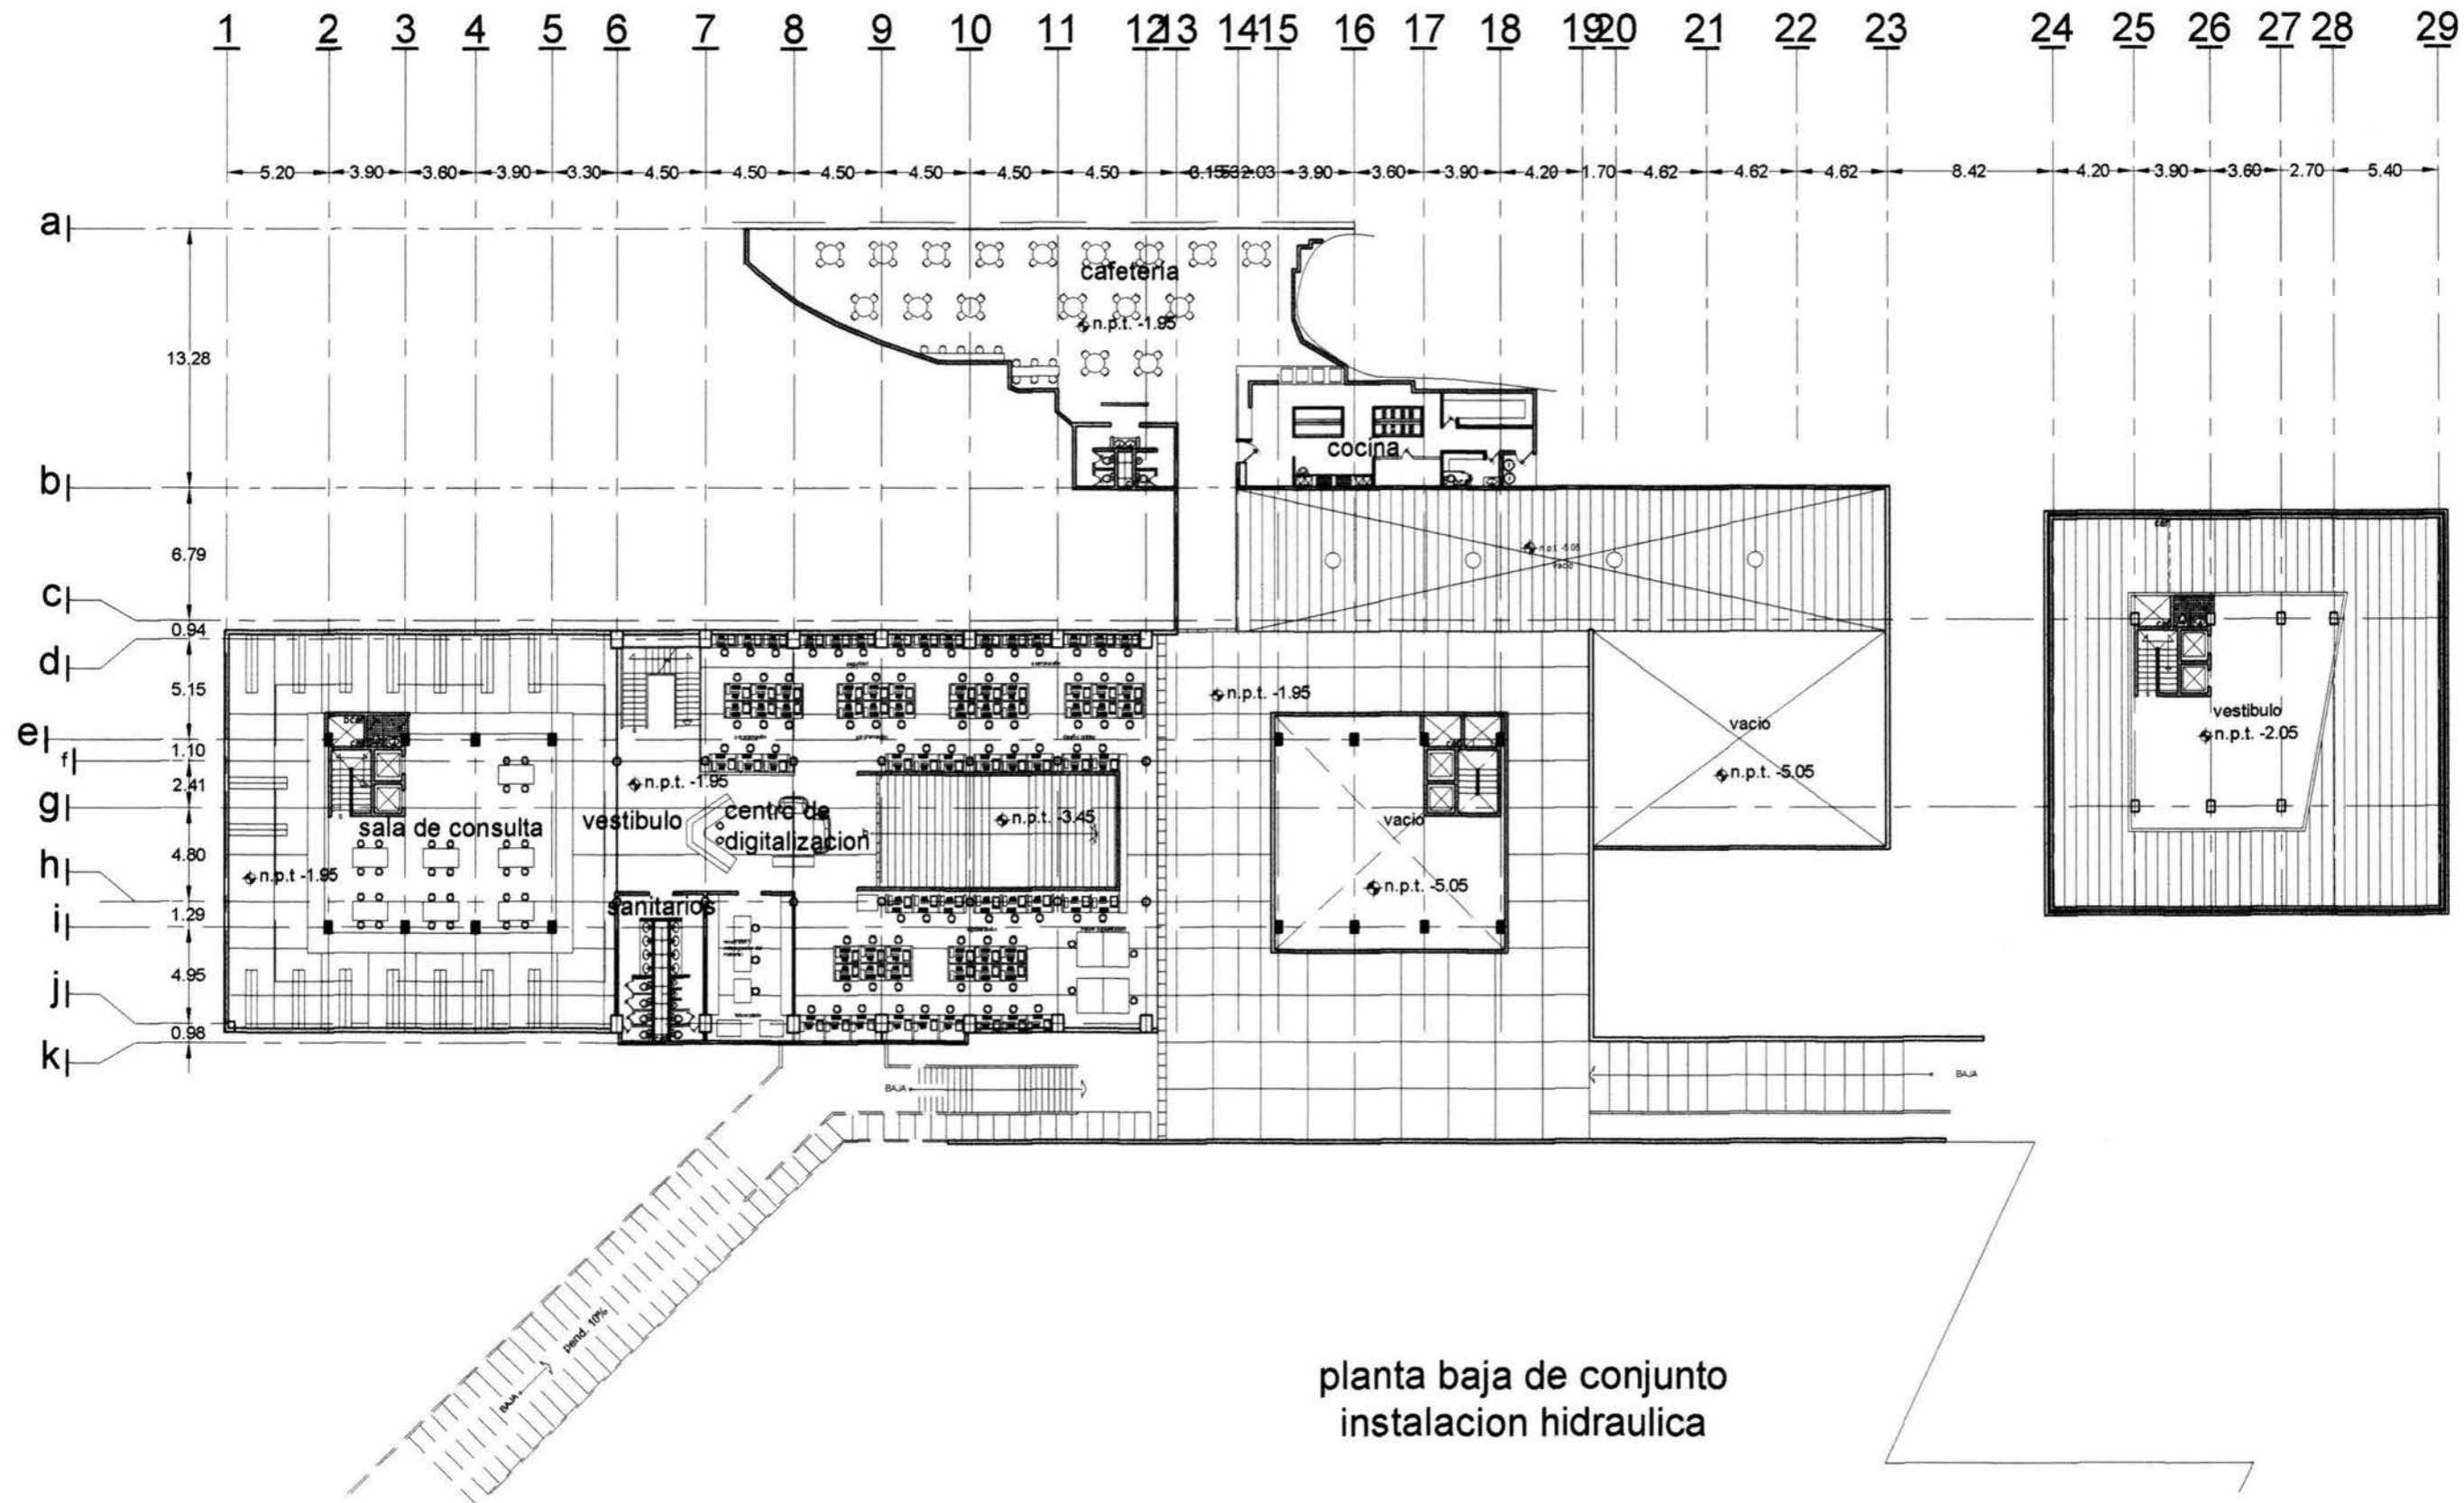 1 2 3 4 5 6 7 8 9 10 11 12 13 14 15 16 17 18 19 20 21 22 23 24 25 26 27 28 29
5.20 3.90 3.60 3.90 3.30 4.50 4.50 4.50 4.50 4.50 4.50 3.90 3.60 3.90 4.20 1.70 4.62 4.62 4.62 8.42 4.20 3.90 3.60 2.70 5.40
a
cafetería
n.p.t. -1.95
13.28
cocina
b
6.79
n.p.t. -5.05
vacio
c
0.94
d
5.15
n.p.t. -1.95
e
vestibulo
n.p.t. -2.05
vacio
n.p.t. -5.05
1.10
f
2.41
n.p.t. -1.95
g
sala de consulta
vestibulo
centro de
digitalizacion
n.p.t. -3.45
vacio
4.80
h
n.p.t -1.95
n.p.t. -5.05
1.29
sanitarios
i
4.95
j
0.98
k
BAJA
BAJA
pend. 10%
BAJA
planta baja de conjunto
instalacion hidraulica